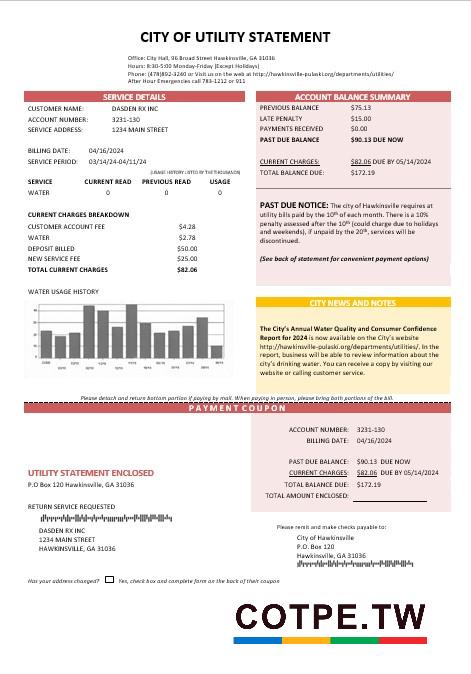 CITY OF UTILITY STATEMENT
Office: City Hall, 96 Broad Street Hawkinsville, GA 31036
Hours: 8:30-5:00 Monday-Friday (Except Holidays)
Phone: (478)892-3240 or Visit us on the web at http://hawkinsville-pulaski.org/departments/utilities/
After Hour Emergencies call 783-1212 or 911
SERVICE DETAILS
CUSTOMER NAME: DASDEN RX INC
ACCOUNT NUMBER: 3231-130
SERVICE ADDRESS: 1234 MAIN STREET
BILLING DATE: 04/16/2024
SERVICE PERIOD: 03/14/24-04/11/24
(USAGE HISTORY LISTED BY THE THOUSANDS)
SERVICE CURRENT READ PREVIOUS READ USAGE
WATER 0 0 0
CURRENT CHARGES BREAKDOWN
CUSTOMER ACCOUNT FEE $4.28
WATER $2.78
DEPOSIT BILLED $50.00
NEW SERVICE FEE $25.00
TOTAL CURRENT CHARGES $82.06
WATER USAGE HISTORY
ACCOUNT BALANCE SUMMARY
PREVIOUS BALANCE $75.13
LATE PENALTY $15.00
PAYMENTS RECEIVED $0.00
PAST DUE BALANCE $90.13 DUE NOW
CURRENT CHARGES: $82.06 DUE BY 05/14/2024
TOTAL BALANCE DUE: $172.19
PAST DUE NOTICE: The city of Hawkinsville requires at
utility bills paid by the 10th of each month. There is a 10%
penalty assessed after the 10th (could charge due to holidays
and weekends), if unpaid by the 20th, services will be
discontinued.
(See back of statement for convenient payment options)
CITY NEWS AND NOTES
The City's Annual Water Quality and Consumer Confidence
Report for 2024 is now available on the City's website
http://hawkinsville-pulaski.org/departments/utilities/. In the
report, business will be able to review information about the
city's drinking water. You can receive a copy by visiting our
website or calling customer service.
Please detach and return bottom portion if paying by mail. When paying in person, please bring both portions of the bill.
PAYMENT COUPON
ACCOUNT NUMBER: 3231-130
BILLING DATE: 04/16/2024
PAST DUE BALANCE: $90.13 DUE NOW
CURRENT CHARGES: $82.06 DUE BY 05/14/2024
TOTAL BALANCE DUE: $172.19
TOTAL AMOUNT ENCLOSED:
UTILITY STATEMENT ENCLOSED
P.O Box 120 Hawkinsville, GA 31036
RETURN SERVICE REQUESTED
DASDEN RX INC
1234 MAIN STREET
HAWKINSVILLE, GA 31036
Please remit and make checks payable to:
City of Hawkinsville
P.O. Box 120
Hawkinsville, GA 31036
Has your address changed? Yes, check box and complete form on the back of their coupon
COTPE.TW